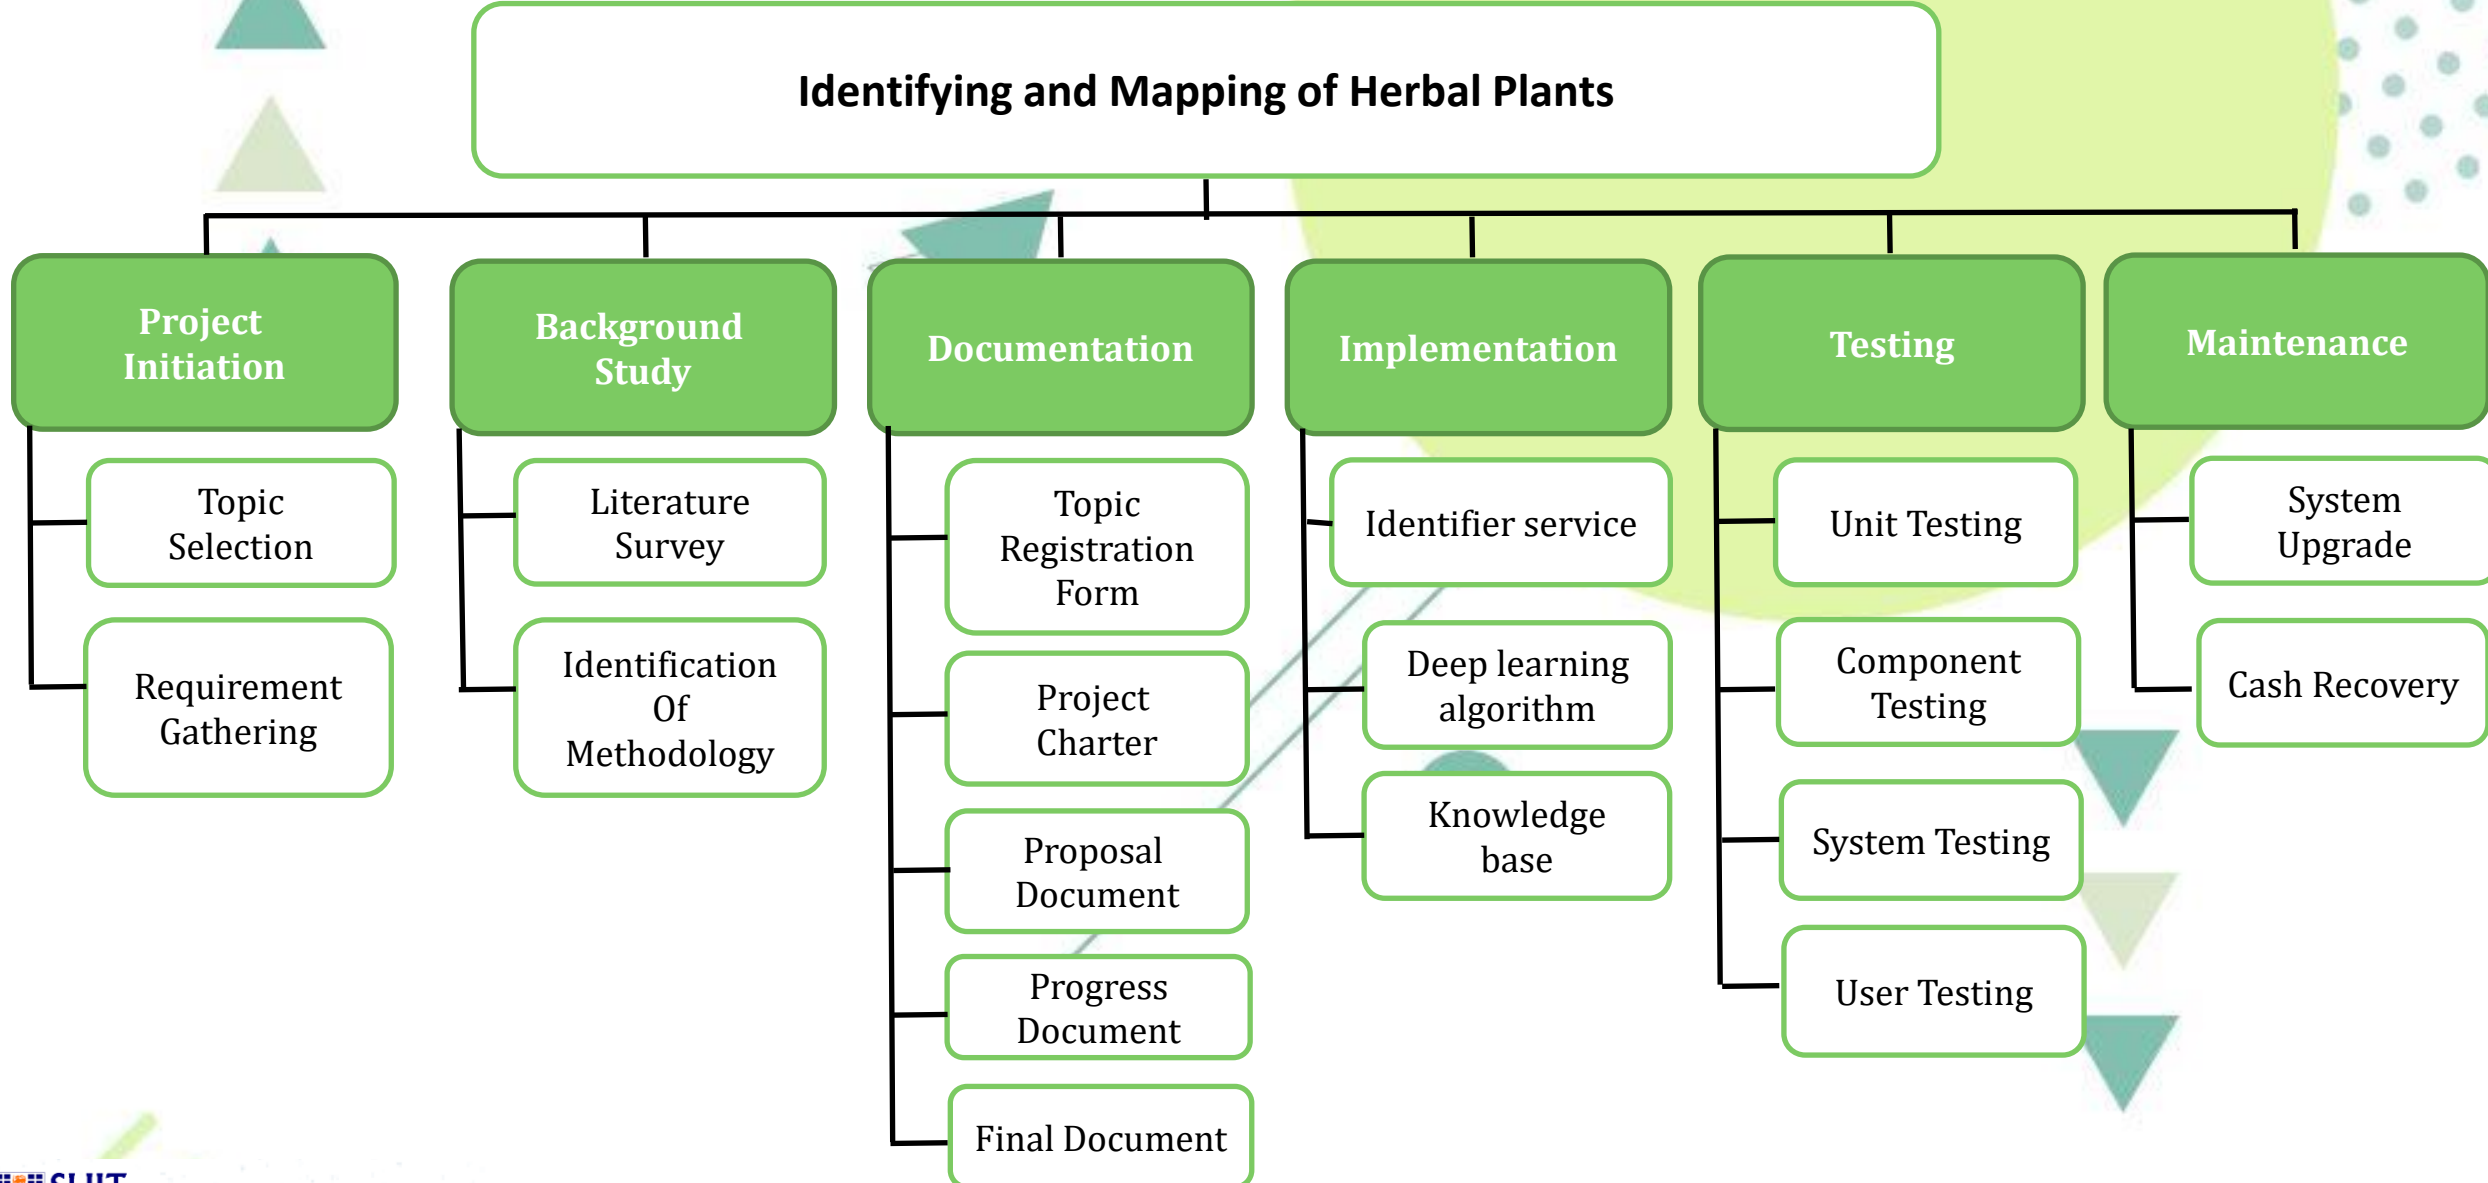 Identifying and Mapping of Herbal Plants
Project
Initiation
Topic
Selection
Requirement
Gathering
Background
Study
Literature
Survey
Identification
Of
Methodology
Documentation
Topic
Registration
Form
Project
Charter
Proposal
Document
Progress
Document
Final Document
Implementation
Identifier service
Deep learning
algorithm
Knowledge
base
Testing
Unit Testing
Component
Testing
System Testing
User Testing
Maintenance
System
Upgrade
Cash Recovery